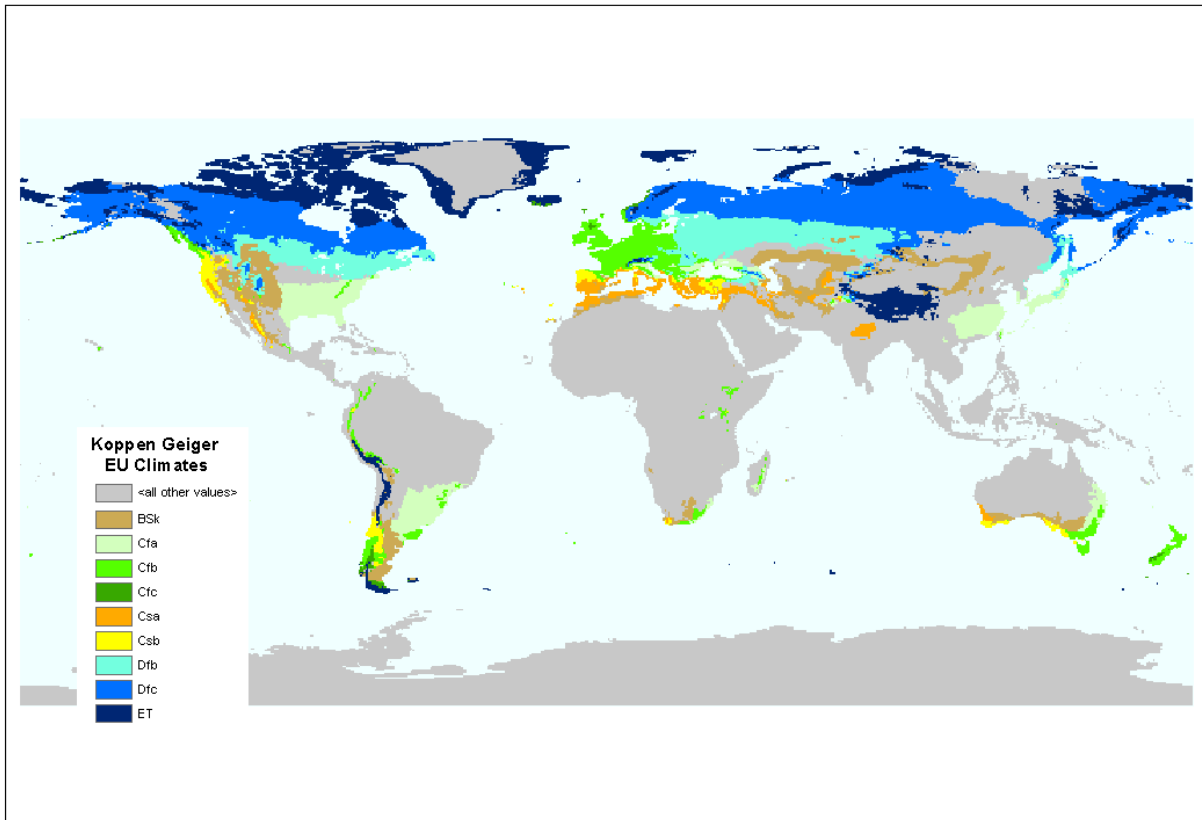 Koppen Geiger
EU Climates
<all other values>
BSk
Cfa
Cfb
Cfc
Csa
Csb
Dfb
Dfc
ET